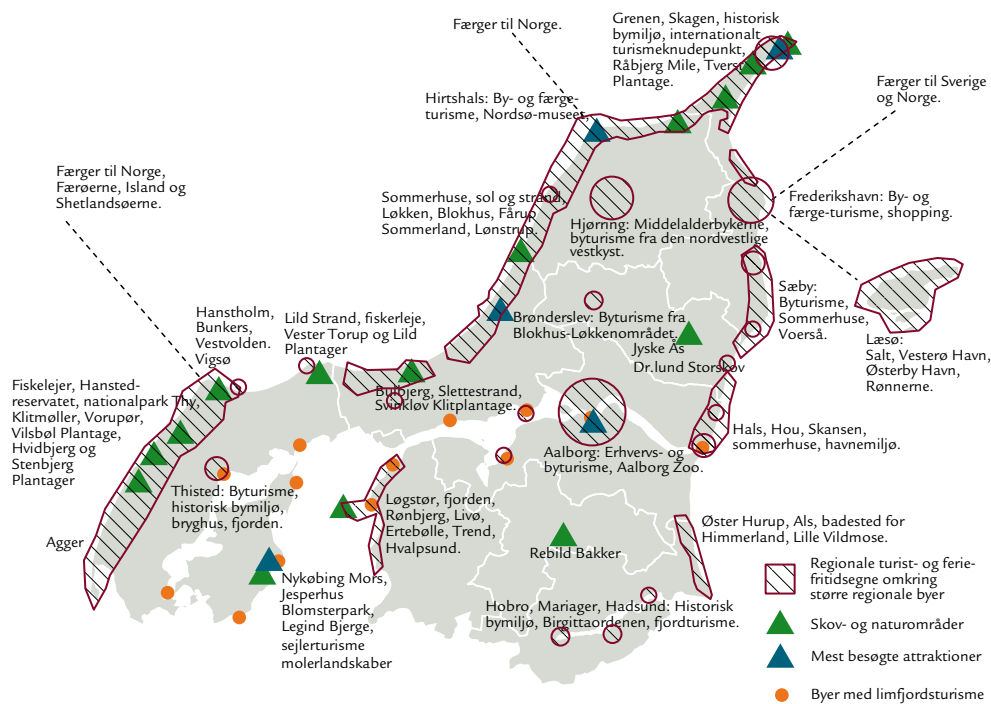 Færger til Norge.
Grenen, Skagen, historisk
bymiljø, internationalt
turismeknudepunkt,
Råbjerg Mile, Tverst
Plantage.
Færger til Sverige
og Norge.
Hirtshals: By- og færge-
turisme, Nordsø-museet,
Færger til Norge,
Færøerne, Island og
Shetlandsøerne.
Sommerhuse, sol og strand,
Løkken, Blokhus, Fårup
Sommerland, Lønstrup.
Frederikshavn: By- og
færge-turisme, shopping.
Hjørring: Middelalderbykerne,
byturisme fra den nordvestlige
vestkyst.
Sæby:
Byturisme,
Sommerhuse,
Voerså.
Læsø:
Salt, Vesterø Havn,
Østerby Havn,
Rønnerne.
Hanstholm,
Bunkers,
Vestvolden.
Vigsø
Lild Strand, fiskerleje,
Vester Torup og Lild
Plantager
Brønderslev: Byturisme fra
Blokhus-Løkkenområdet.
Jyske Ås
Dr.lund Storskov
Fiskelejer, Hansted-
reservatet, nationalpark Thy,
Klitmøller, Vorupør,
Vilsbøl Plantage,
Hvidbjerg og
Stenbjerg
Plantager
Bulbjerg, Slettestrand,
Svinkløv Klitplantage.
Hals, Hou, Skansen,
sommerhuse, havnemiljø.
Aalborg: Erhvervs- og
byturisme, Aalborg Zoo.
Thisted: Byturisme,
historisk bymiljø,
bryghus, fjorden.
Løgstør, fjorden,
Rønbjerg, Livø,
Ertebølle, Trend,
Hvalpsund.
Agger
Rebild Bakker
Øster Hurup, Als, badested for
Himmerland, Lille Vildmose.
Nykøbing Mors,
Jesperhus
Blomsterpark,
Legind Bjerge,
sejlerturisme
molerlandskaber
Hobro, Mariager, Hadsund: Historisk
bymiljø, Birgittaordenen, fjordturisme.
Regionale turist- og ferie-
fritidsegne omkring
større regionale byer
Skov- og naturområder
Mest besøgte attraktioner
Byer med limfjordsturisme